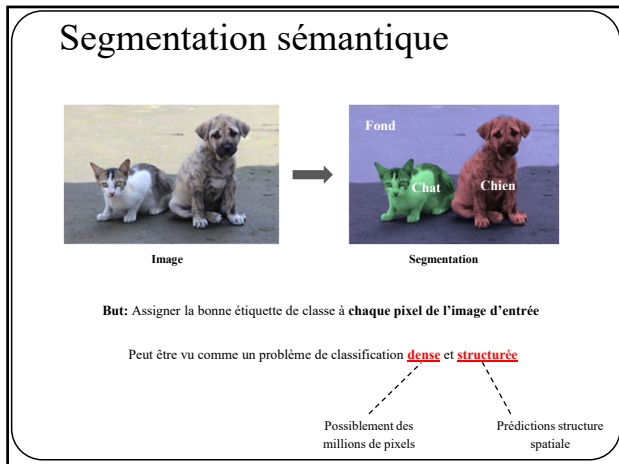 Segmentation sémantique
Fond
Chat
Chien
Image
Segmentation
But: Assigner la bonne étiquette de classe à chaque pixel de l'image d'entrée
Peut être vu comme un problème de classification dense et structurée
Possiblement des
millions de pixels
Prédictions structure
spatiale